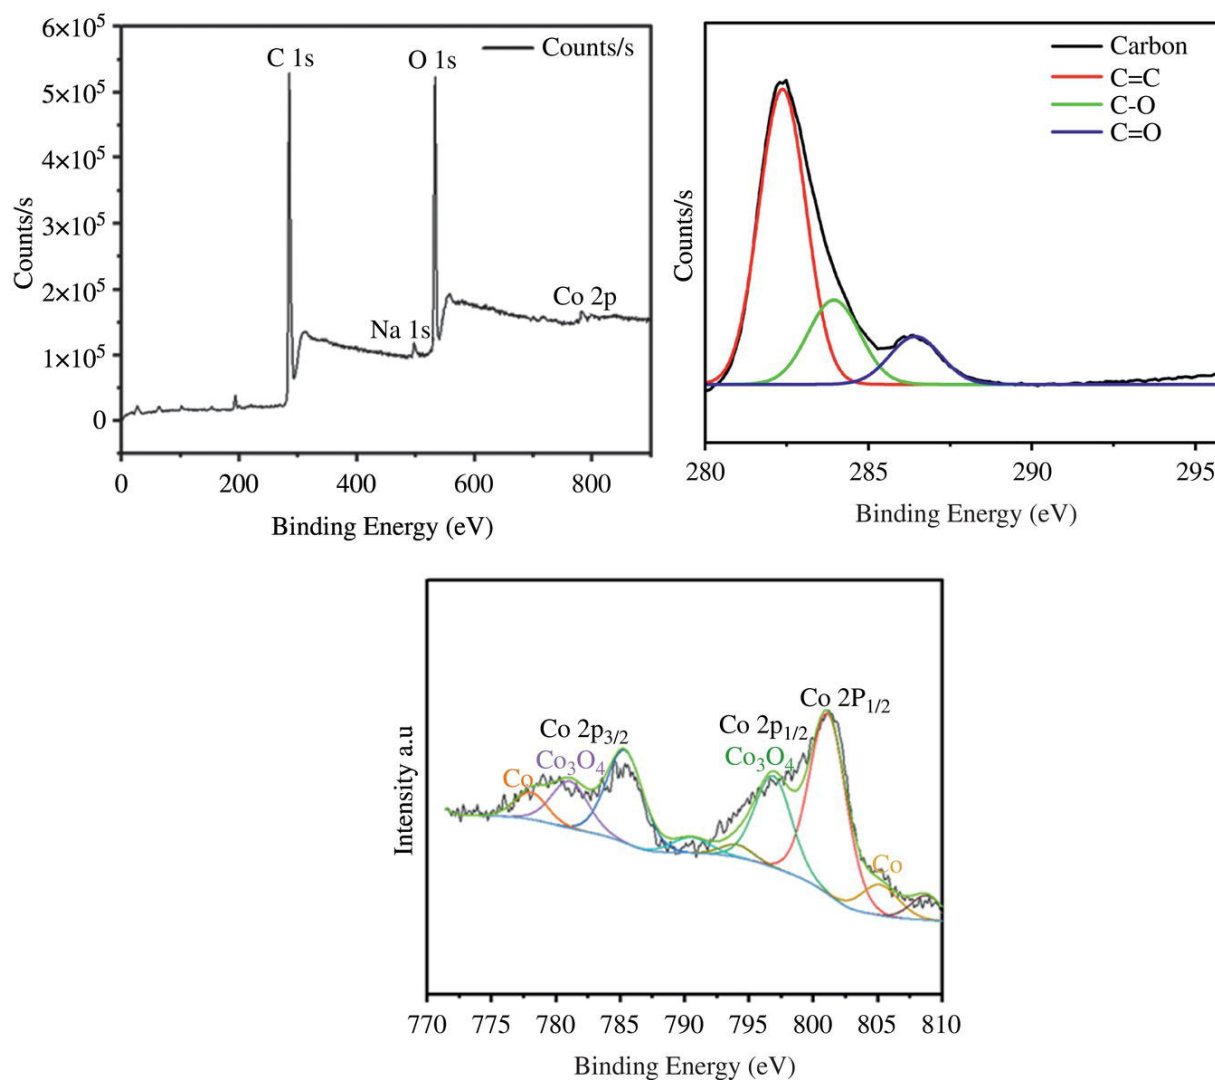 6×10⁵
5×10⁵
4×10⁵
3×10⁵
2×10⁵
1×10⁵
0
Counts/s
C 1s
O 1s
Counts/s
Na 1s
Co 2p
0 200 400 600 800
Binding Energy (eV)
Counts/s
Carbon
C=C
C-O
C=O
280 285 290 295
Binding Energy (eV)
Intensity a.u
Co 2p₃/₂
Co
Co₃O₄
Co 2p₁/₂
Co₃O₄
Co 2P₁/₂
Co
770 775 780 785 790 795 800 805 810
Binding Energy (eV)